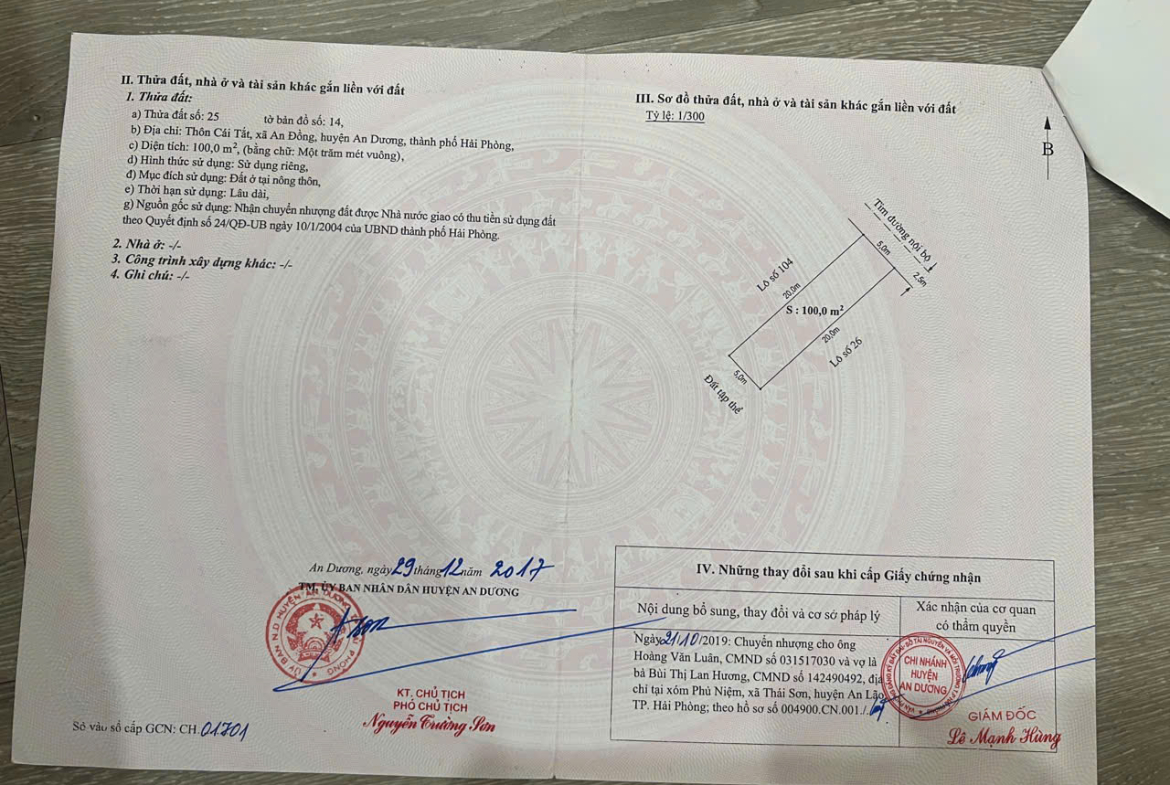 II. Thửa đất, nhà ở và tài sản khác gắn liền với đất
1. Thửa đất:
a) Thửa đất số: 25 tờ bản đồ số: 14,
b) Địa chỉ: Thôn Cái Tắt, xã An Đồng, huyện An Dương, thành phố Hải Phòng,
c) Diện tích: 100,0 m², (bằng chữ: Một trăm mét vuông),
d) Hình thức sử dụng: Sử dụng riêng,
đ) Mục đích sử dụng: Đất ở tại nông thôn,
e) Thời hạn sử dụng: Lâu dài,
g) Nguồn gốc sử dụng: Nhận chuyển nhượng đất được Nhà nước giao có thu tiền sử dụng đất
theo Quyết định số 24/QĐ-UB ngày 10/1/2004 của UBND thành phố Hải Phòng.
2. Nhà ở: -/-
3. Công trình xây dựng khác: -/-
4. Ghi chú: -/-
An Dương, ngày 29 tháng 12 năm 2017
TM. ỦY BAN NHÂN DÂN HUYỆN AN DƯƠNG
KT. CHỦ TỊCH
PHÓ CHỦ TỊCH
Nguyễn Trường Sơn
Số vào sổ cấp GCN: CH 01701
III. Sơ đồ thửa đất, nhà ở và tài sản khác gắn liền với đất
Tỷ lệ: 1/300
B
Tim đường nội bộ
5,0m
2,5m
Lô số 104
20,0m
S : 100,0 m²
20,0m
Lô số 26
5,0m
Đất tập thể
IV. Những thay đổi sau khi cấp Giấy chứng nhận
Nội dung bổ sung, thay đổi và cơ sở pháp lý
Xác nhận của cơ quan
có thẩm quyền
Ngày 21/10/2019: Chuyển nhượng cho ông
Hoàng Văn Luân, CMND số 031517030 và vợ là
bà Bùi Thị Lan Hương, CMND số 142490492, địa
chỉ tại xóm Phủ Niệm, xã Thái Sơn, huyện An Lão,
TP. Hải Phòng; theo hồ sơ số 004900.CN.001./.
CHI NHÁNH
HUYỆN
AN DƯƠNG
GIÁM ĐỐC
Lê Mạnh Hùng